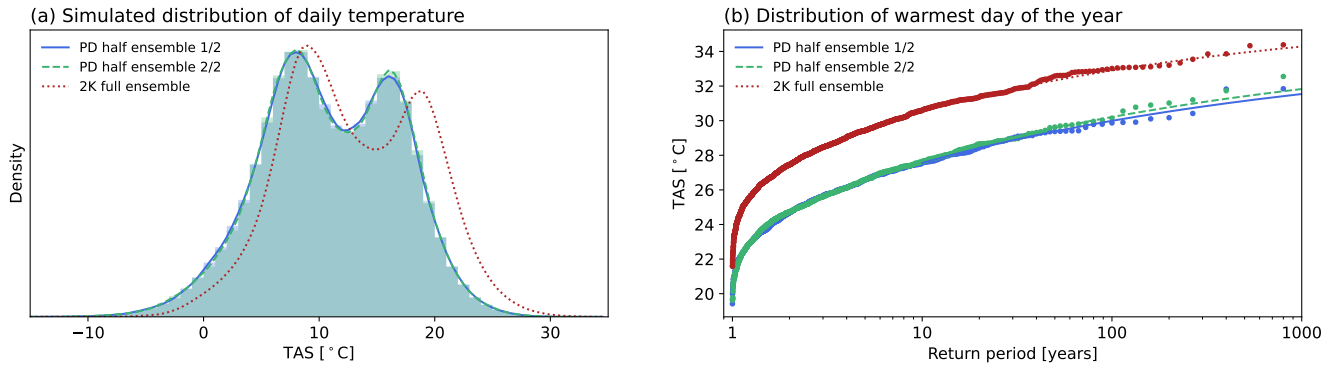 (a) Simulated distribution of daily temperature
PD half ensemble 1/2
PD half ensemble 2/2
2K full ensemble
Density
−10 0 10 20 30
TAS [°C]
(b) Distribution of warmest day of the year
PD half ensemble 1/2
PD half ensemble 2/2
2K full ensemble
TAS [°C]
34
32
30
28
26
24
22
20
1 10 100 1000
Return period [years]